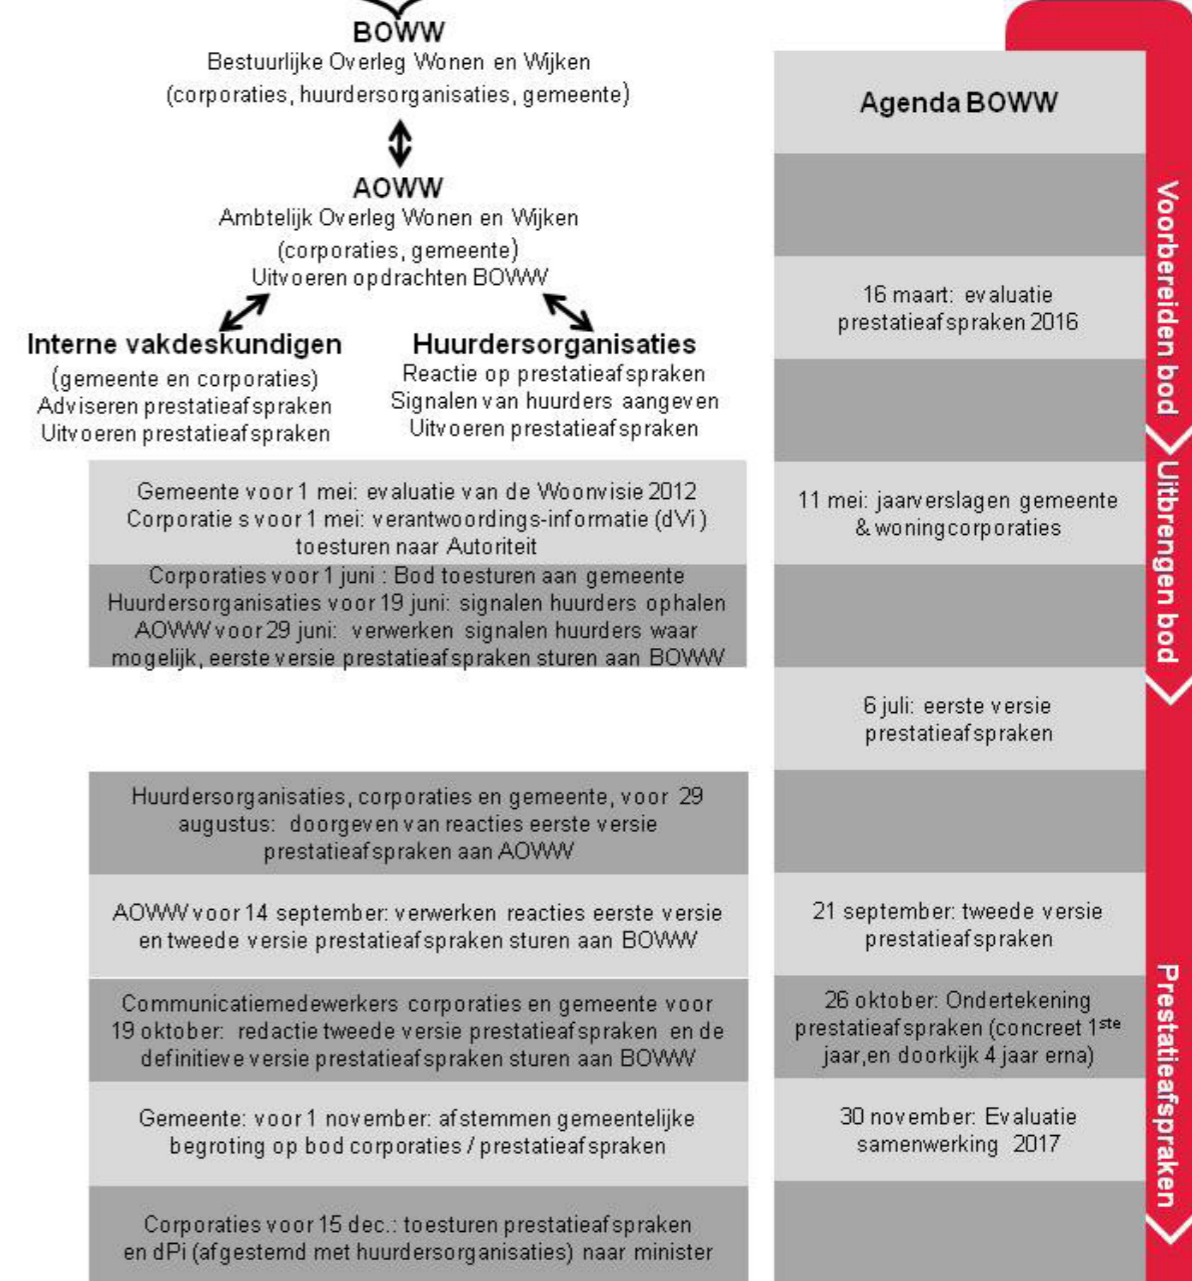 BOWW
Bestuurlijke Overleg Wonen en Wijken
(corporaties, huurdersorganisaties, gemeente)
AOWW
Ambtelijk Overleg Wonen en Wijken
(corporaties, gemeente)
Uitvoeren opdrachten BOWW
Interne vakdeskundigen
(gemeente en corporaties)
Adviseren prestatieafspraken
Uitvoeren prestatieafspraken
Huurdersorganisaties
Reactie op prestatieafspraken
Signalen van huurders aangeven
Uitvoeren prestatieafspraken
Gemeente voor 1 mei: evaluatie van de Woonvisie 2012
Corporatie s voor 1 mei: verantwoordings-informatie (dVi)
toesturen naar Autoriteit
Corporaties voor 1 juni : Bod toesturen aan gemeente
Huurdersorganisaties voor 19 juni: signalen huurders ophalen
AOWW voor 29 juni: verwerken signalen huurders waar
mogelijk, eerste versie prestatieafspraken sturen aan BOWW
Huurdersorganisaties, corporaties en gemeente, voor 29
augustus: doorgeven van reacties eerste versie
prestatieafspraken aan AOWW
AOWW voor 14 september: verwerken reacties eerste versie
en tweede versie prestatieafspraken sturen aan BOWW
Communicatiemedewerkers corporaties en gemeente voor
19 oktober: redactie tweede versie prestatieafspraken en de
definitieve versie prestatieafspraken sturen aan BOWW
Gemeente: voor 1 november: afstemmen gemeentelijke
begroting op bod corporaties / prestatieafspraken
Corporaties voor 15 dec.: toesturen prestatieafspraken
en dPi (afgestemd met huurdersorganisaties) naar minister
Agenda BOWW
16 maart: evaluatie
prestatieafspraken 2016
11 mei: jaarverslagen gemeente
& woningcorporaties
6 juli: eerste versie
prestatieafspraken
21 september: tweede versie
prestatieafspraken
26 oktober: Ondertekening
prestatieafspraken (concreet 1ste
jaar,en doorkijk 4 jaar erna)
30 november: Evaluatie
samenwerking 2017
Voorbereiden bod
Uitbrengen bod
Prestatieafspraken